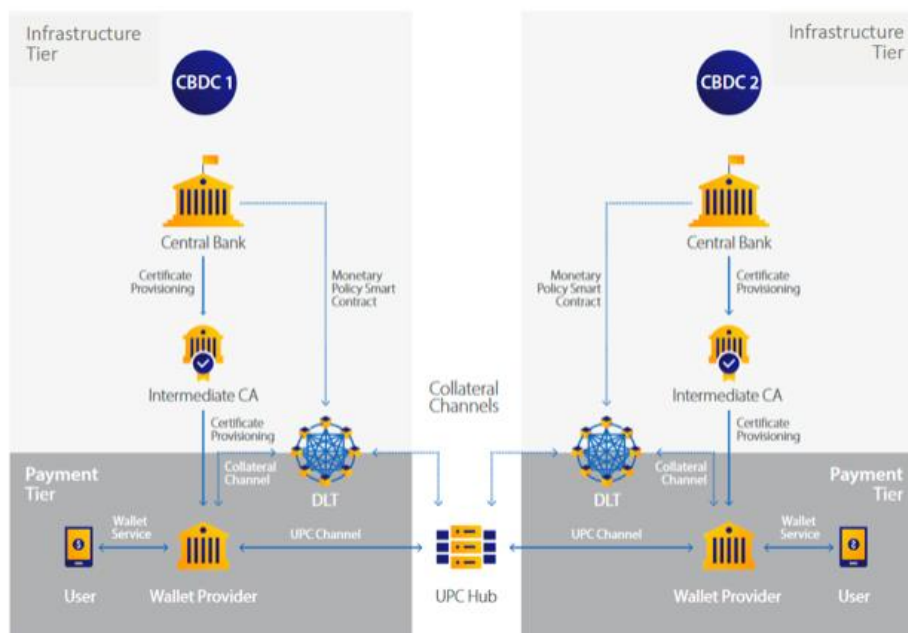 Infrastructure
Tier
CBDC 1
Central Bank
Certificate
Provisioning
Monetary
Policy Smart
Contract
Intermediate CA
Certificate
Provisioning
Collateral
Channel
DLT
Payment
Tier
Wallet
Service
User
Wallet Provider
UPC Channel
Collateral
Channels
UPC Hub
Infrastructure
Tier
CBDC 2
Central Bank
Monetary
Policy Smart
Contract
Certificate
Provisioning
Intermediate CA
Certificate
Provisioning
DLT
Collateral
Channel
Payment
Tier
UPC Channel
Wallet
Service
Wallet Provider
User